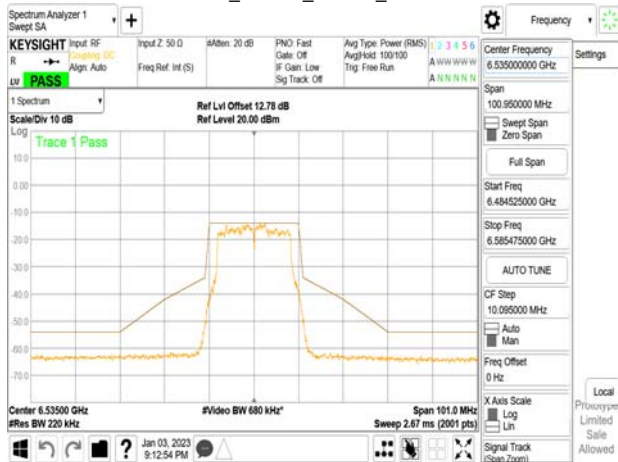 Spectrum Analyzer 1
Swept SA
Frequency
KEYSIGHT
R
LV
PASS
Input: RF
Coupling: DC
Align: Auto
Input Z: 50 Ω
Freq Ref: Int (S)
#Atten: 20 dB
PNO: Fast
Gate: Off
IF Gain: Low
Sig Track: Off
Avg Type: Power (RMS)
Avg|Hold: 100/100
Trig: Free Run
1 2 3 4 5 6
A W W W W W
A N N N N N
1 Spectrum
Scale/Div 10 dB
Log
Ref Lvl Offset 12.78 dB
Ref Level 20.00 dBm
Trace 1 Pass
10.0
0.00
-10.0
-20.0
-30.0
-40.0
-50.0
-60.0
-70.0
Center 6.53500 GHz
#Res BW 220 kHz
#Video BW 680 kHz*
Span 101.0 MHz
Sweep 2.67 ms (2001 pts)
Jan 03, 2023
9:12:54 PM
Center Frequency
6.535000000 GHz
Settings
Span
100.950000 MHz
Swept Span
Zero Span
Full Span
Start Freq
6.484525000 GHz
Stop Freq
6.585475000 GHz
AUTO TUNE
CF Step
10.095000 MHz
Auto
Man
Freq Offset
0 Hz
X Axis Scale
Log
Lin
Signal Track
(Span Zoom)
Local
Prototype
Limited
Sale
Allowed